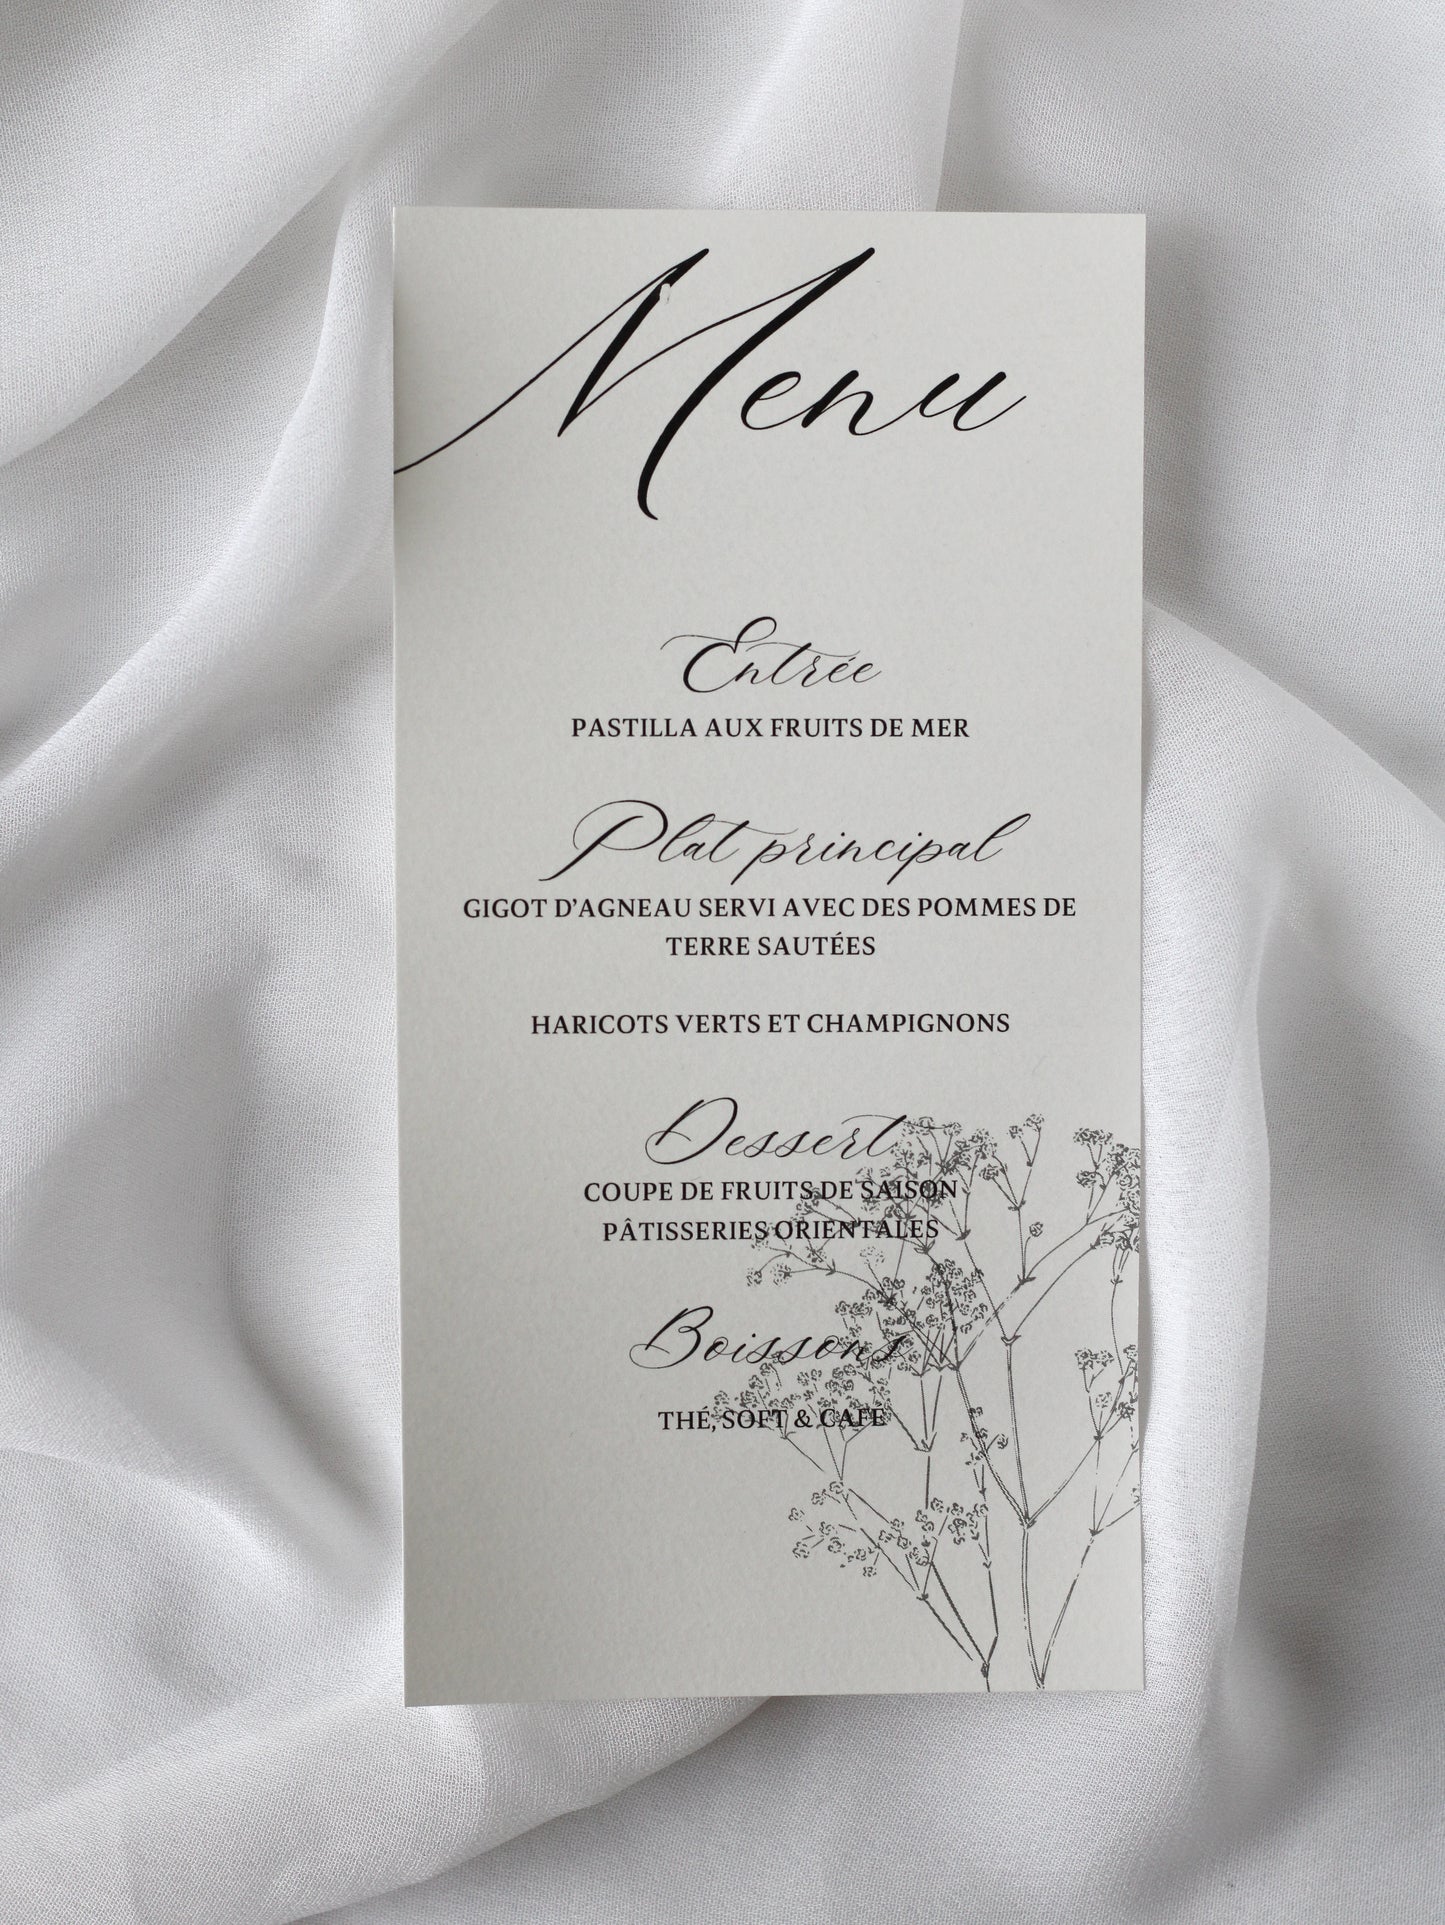 Menu
Entrée
PASTILLA AUX FRUITS DE MER
Plat principal
GIGOT D'AGNEAU SERVI AVEC DES POMMES DE
TERRE SAUTÉES
HARICOTS VERTS ET CHAMPIGNONS
Dessert
COUPE DE FRUITS DE SAISON
PÂTISSERIES ORIENTALES
Boissons
THÉ, SOFT & CAFÉ